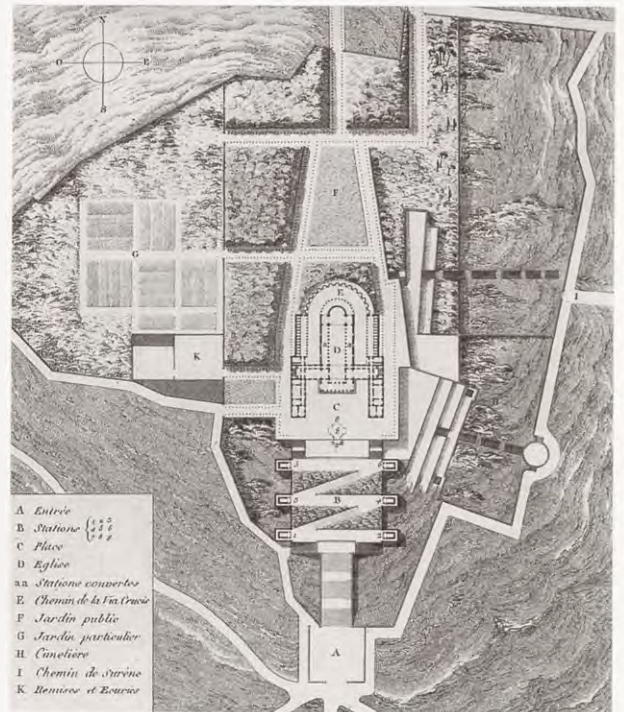 N
O E
S
F
G
E
I
K
a D
C
B
A
A Entrée
B Stations
C Place
D Eglise
aa Stations couvertes
E Chemin de la Via Crucis
F Jardin public
G Jardin particulier
H Cimetière
I Chemin de Surène
K Remises et Ecuries